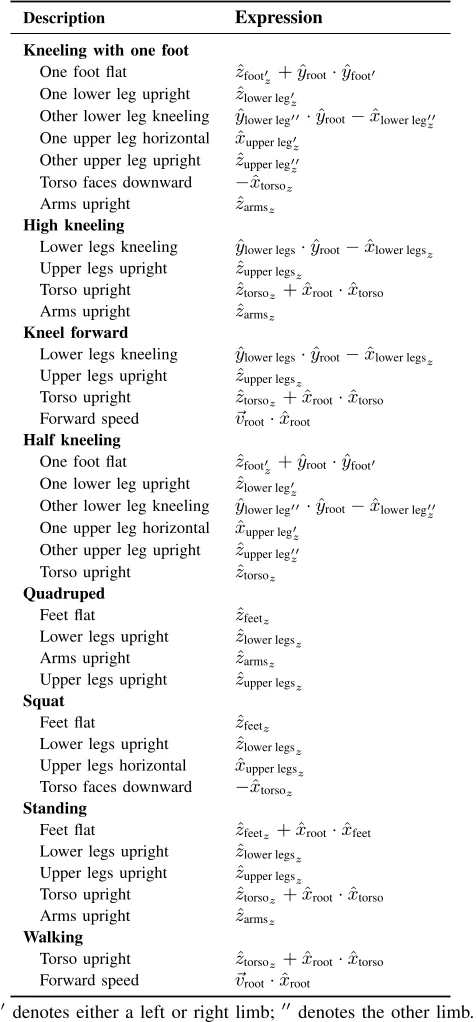 Description Expression
Kneeling with one foot
One foot flat ẑ_foot′_z + ŷ_root · ŷ_foot′
One lower leg upright ẑ_lower leg′_z
Other lower leg kneeling ŷ_lower leg″ · ŷ_root − x̂_lower leg″_z
One upper leg horizontal x̂_upper leg′_z
Other upper leg upright ẑ_upper leg″_z
Torso faces downward −x̂_torso_z
Arms upright ẑ_arms_z
High kneeling
Lower legs kneeling ŷ_lower legs · ŷ_root − x̂_lower legs_z
Upper legs upright ẑ_upper legs_z
Torso upright ẑ_torso_z + x̂_root · x̂_torso
Arms upright ẑ_arms_z
Kneel forward
Lower legs kneeling ŷ_lower legs · ŷ_root − x̂_lower legs_z
Upper legs upright ẑ_upper legs_z
Torso upright ẑ_torso_z + x̂_root · x̂_torso
Forward speed v⃗_root · x̂_root
Half kneeling
One foot flat ẑ_foot′_z + ŷ_root · ŷ_foot′
One lower leg upright ẑ_lower leg′_z
Other lower leg kneeling ŷ_lower leg″ · ŷ_root − x̂_lower leg″_z
One upper leg horizontal x̂_upper leg′_z
Other upper leg upright ẑ_upper leg″_z
Torso upright ẑ_torso_z
Quadruped
Feet flat ẑ_feet_z
Lower legs upright ẑ_lower legs_z
Arms upright ẑ_arms_z
Upper legs upright ẑ_upper legs_z
Squat
Feet flat ẑ_feet_z
Lower legs upright ẑ_lower legs_z
Upper legs horizontal x̂_upper legs_z
Torso faces downward −x̂_torso_z
Standing
Feet flat ẑ_feet_z + x̂_root · x̂_feet
Lower legs upright ẑ_lower legs_z
Upper legs upright ẑ_upper legs_z
Torso upright ẑ_torso_z + x̂_root · x̂_torso
Arms upright ẑ_arms_z
Walking
Torso upright ẑ_torso_z + x̂_root · x̂_torso
Forward speed v⃗_root · x̂_root
′ denotes either a left or right limb; ″ denotes the other limb.